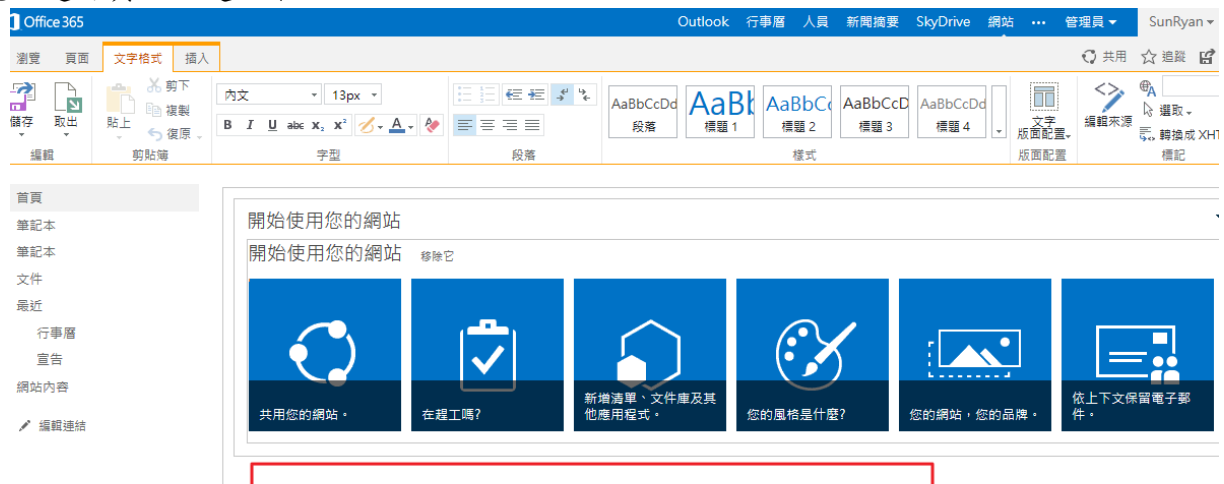 Office 365 Outlook 行事曆 人員 新聞摘要 SkyDrive 網站 ••• 管理員 SunRyan
瀏覽 頁面 文字格式 插入 共用 追蹤
儲存 取出 貼上 剪下 複製 復原
內文 13px
B I U abc x₂ x² A
AaBbCcDd 段落 AaBb 標題 1 AaBbCc 標題 2 AaBbCcD 標題 3 AaBbCcDd 標題 4
文字版面配置 編輯來源 選取 轉換成 XHT
編輯 剪貼簿 字型 段落 樣式 版面配置 標記
首頁
筆記本
筆記本
文件
最近
行事曆
宣告
網站內容
編輯連結
開始使用您的網站
開始使用您的網站 移除它
共用您的網站。
在趕工嗎?
新增清單、文件庫及其
他應用程式。
您的風格是什麼?
您的網站，您的品牌。
依上下文保留電子郵
件。